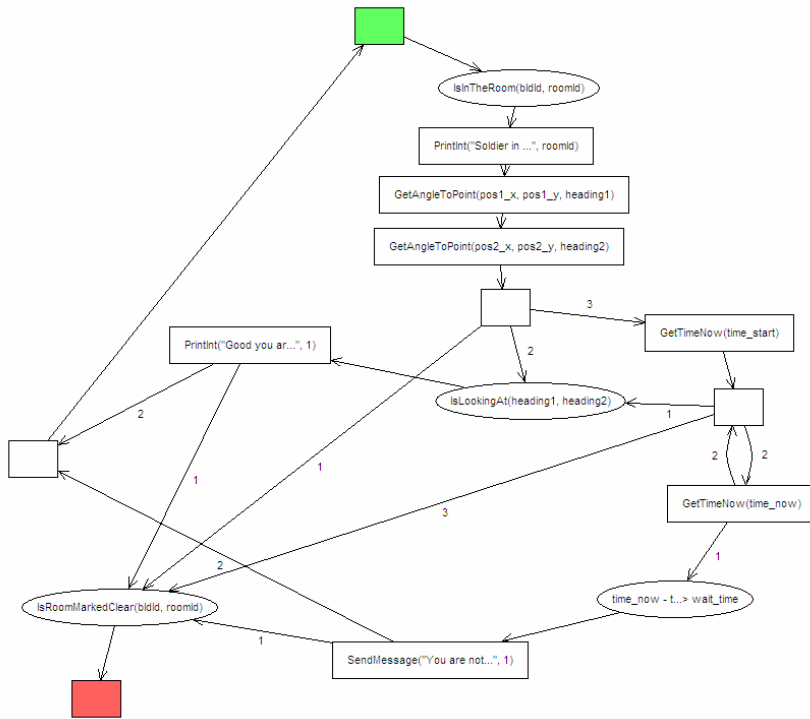 IsInTheRoom(bldId, roomId)
PrintInt("Soldier in ...", roomId)
GetAngleToPoint(pos1_x, pos1_y, heading1)
GetAngleToPoint(pos2_x, pos2_y, heading2)
3
GetTimeNow(time_start)
PrintInt("Good you ar...", 1)
2
IsLookingAt(heading1, heading2)
1
2
2
2
1
1
GetTimeNow(time_now)
3
1
2
IsRoomMarkedClear(bldId, roomId)
time_now - t...> wait_time
1
SendMessage("You are not...", 1)